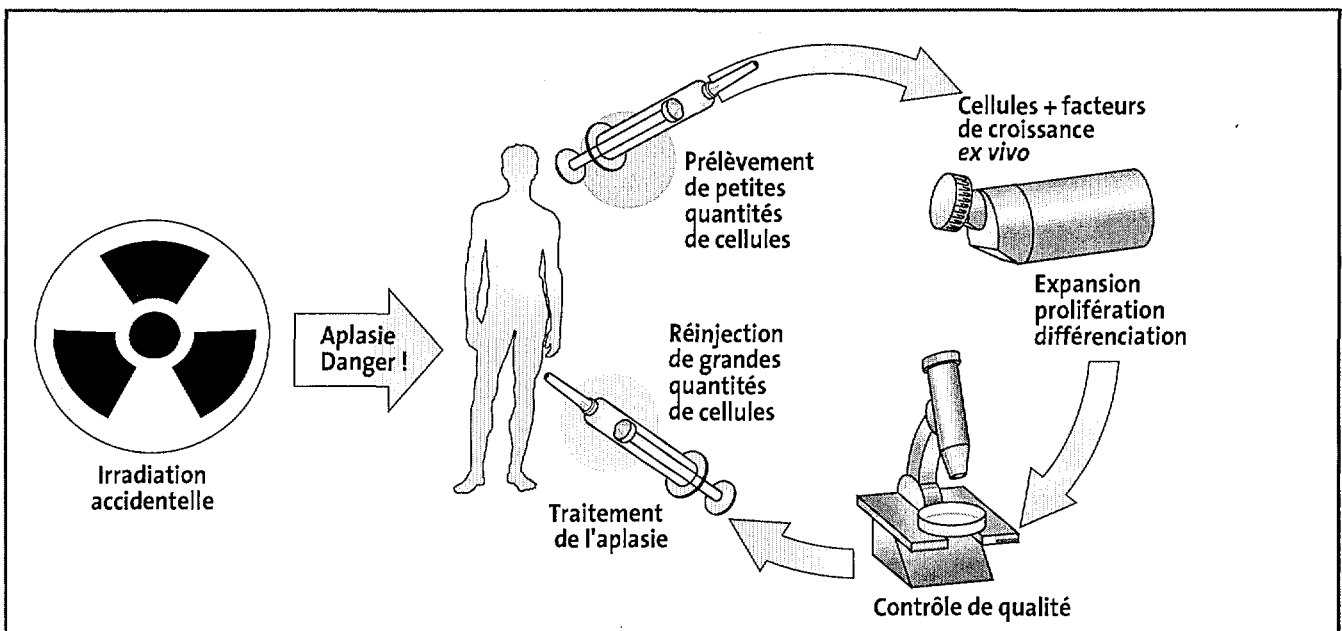 Prélèvement
de petites
quantités
de cellules
Cellules + facteurs
de croissance
ex vivo
Expansion
prolifération
différenciation
Aplasie
Danger !
Irradiation
accidentelle
Réinjection
de grandes
quantités
de cellules
Traitement
de l'aplasie
Contrôle de qualité